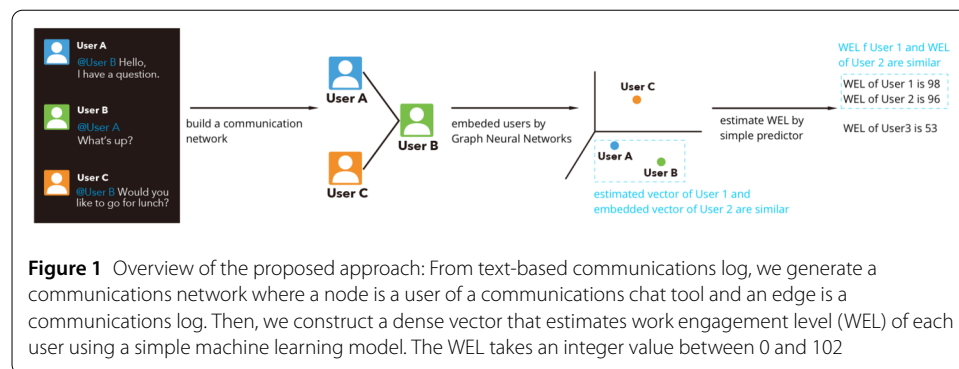 User A
@User B Hello,
I have a question.
User B
@User A
What's up?
User C
@User B Would you
like to go for lunch?
build a communication
network
User A
User B
User C
embeded users by
Graph Neural Networks
User C
User A
User B
estimated vector of User 1 and
embedded vector of User 2 are similar
estimate WEL by
simple predictor
WEL f User 1 and WEL
of User 2 are similar
WEL of User 1 is 98
WEL of User 2 is 96
WEL of User3 is 53
Figure 1 Overview of the proposed approach: From text-based communications log, we generate a
communications network where a node is a user of a communications chat tool and an edge is a
communications log. Then, we construct a dense vector that estimates work engagement level (WEL) of each
user using a simple machine learning model. The WEL takes an integer value between 0 and 102